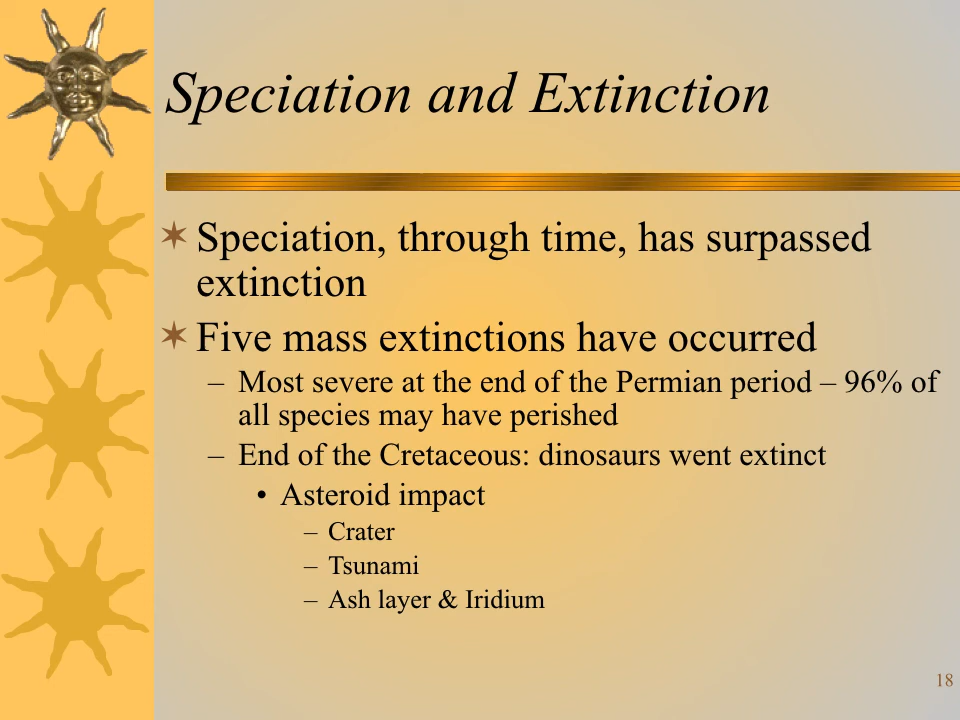 Speciation and Extinction
✶ Speciation, through time, has surpassed
extinction
✶ Five mass extinctions have occurred
– Most severe at the end of the Permian period – 96% of
all species may have perished
– End of the Cretaceous: dinosaurs went extinct
• Asteroid impact
– Crater
– Tsunami
– Ash layer & Iridium
18